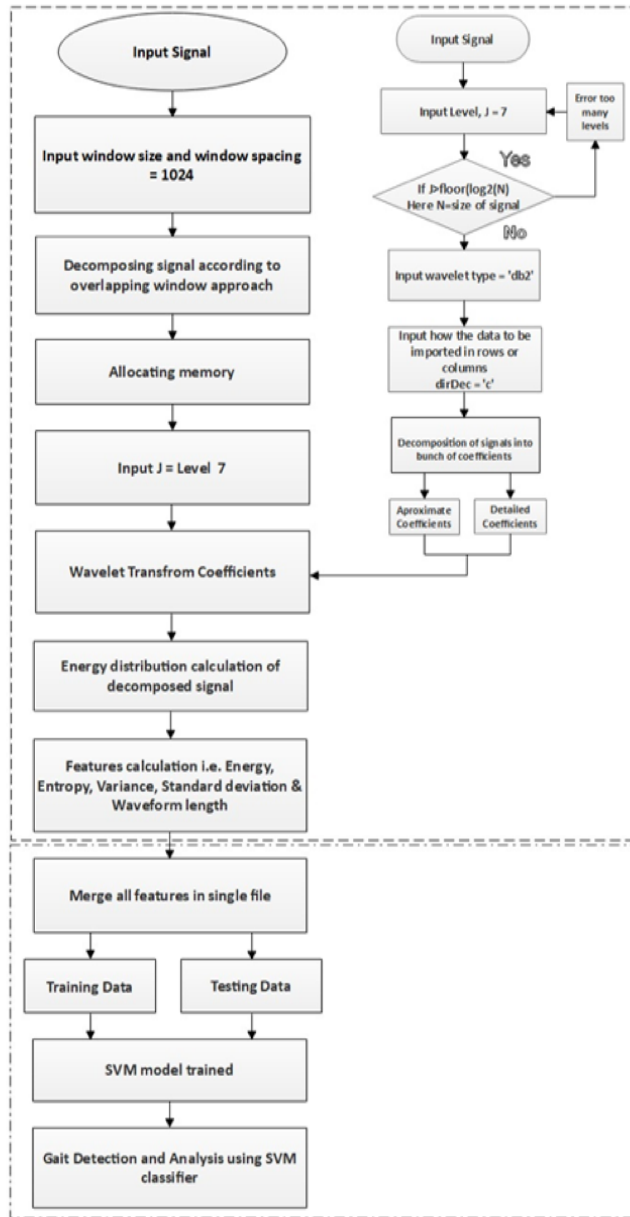 Input Signal
Input window size and window spacing
= 1024
Decomposing signal according to
overlapping window approach
Allocating memory
Input J = Level 7
Wavelet Transfrom Coefficients
Energy distribution calculation of
decomposed signal
Features calculation i.e. Energy,
Entropy, Variance, Standard deviation &
Waveform length
Input Signal
Input Level, J = 7
Error too
many
levels
Yes
If J>floor(log2(N)
Here N=size of signal
No
Input wavelet type = 'db2'
Input how the data to be
imported in rows or
columns
dirDec = 'c'
Decomposition of signals into
bunch of coefficients
Aproximate
Coefficients
Detailed
Coefficients
Merge all features in single file
Training Data
Testing Data
SVM model trained
Gait Detection and Analysis using SVM
classifier